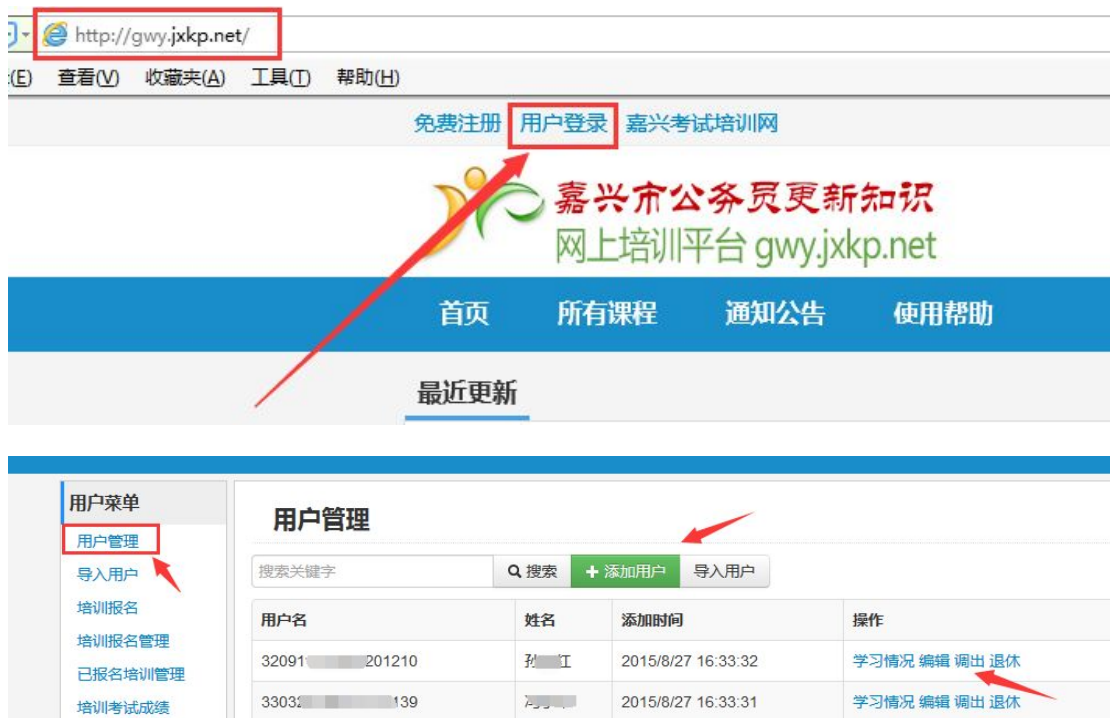 http://gwy.jxkp.net/
(E) 查看(V) 收藏夹(A) 工具(T) 帮助(H)
免费注册 用户登录 嘉兴考试培训网
嘉兴市公务员更新知识
网上培训平台 gwy.jxkp.net
首页 所有课程 通知公告 使用帮助
最近更新
用户菜单
用户管理
导入用户
培训报名
培训报名管理
已报名培训管理
培训考试成绩
用户管理
搜索关键字 搜索 + 添加用户 导入用户
用户名 姓名 添加时间 操作
32091 201210 红 2015/8/27 16:33:32 学习情况 编辑 调出 退休
3303 139 2015/8/27 16:33:31 学习情况 编辑 调出 退休